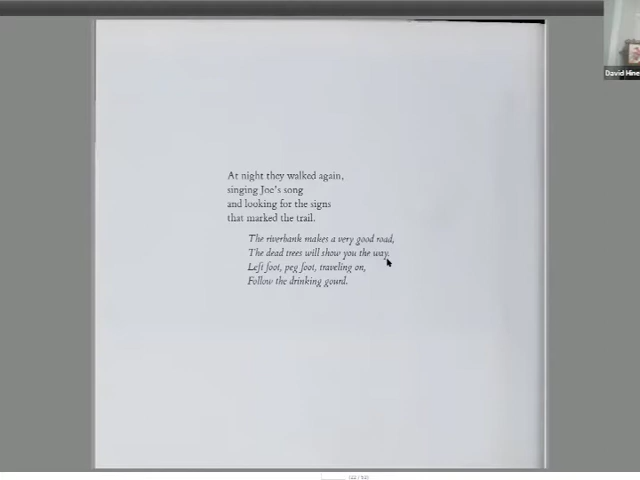 At night they walked again,
singing Joe's song
and looking for the signs
that marked the trail.
The riverbank makes a very good road,
The dead trees will show you the way.
Left foot, peg foot, traveling on,
Follow the drinking gourd.
David Hine